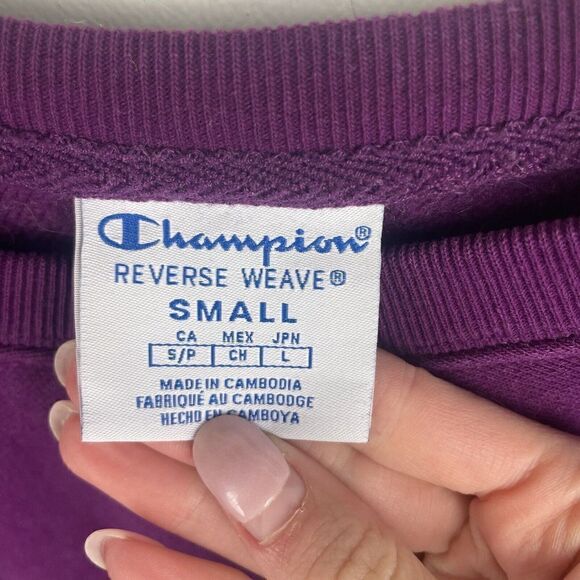 Champion®
REVERSE WEAVE®
SMALL
CA MEX JPN
S/P CH L
MADE IN CAMBODIA
FABRIQUÉ AU CAMBODGE
HECHO EN CAMBOYA